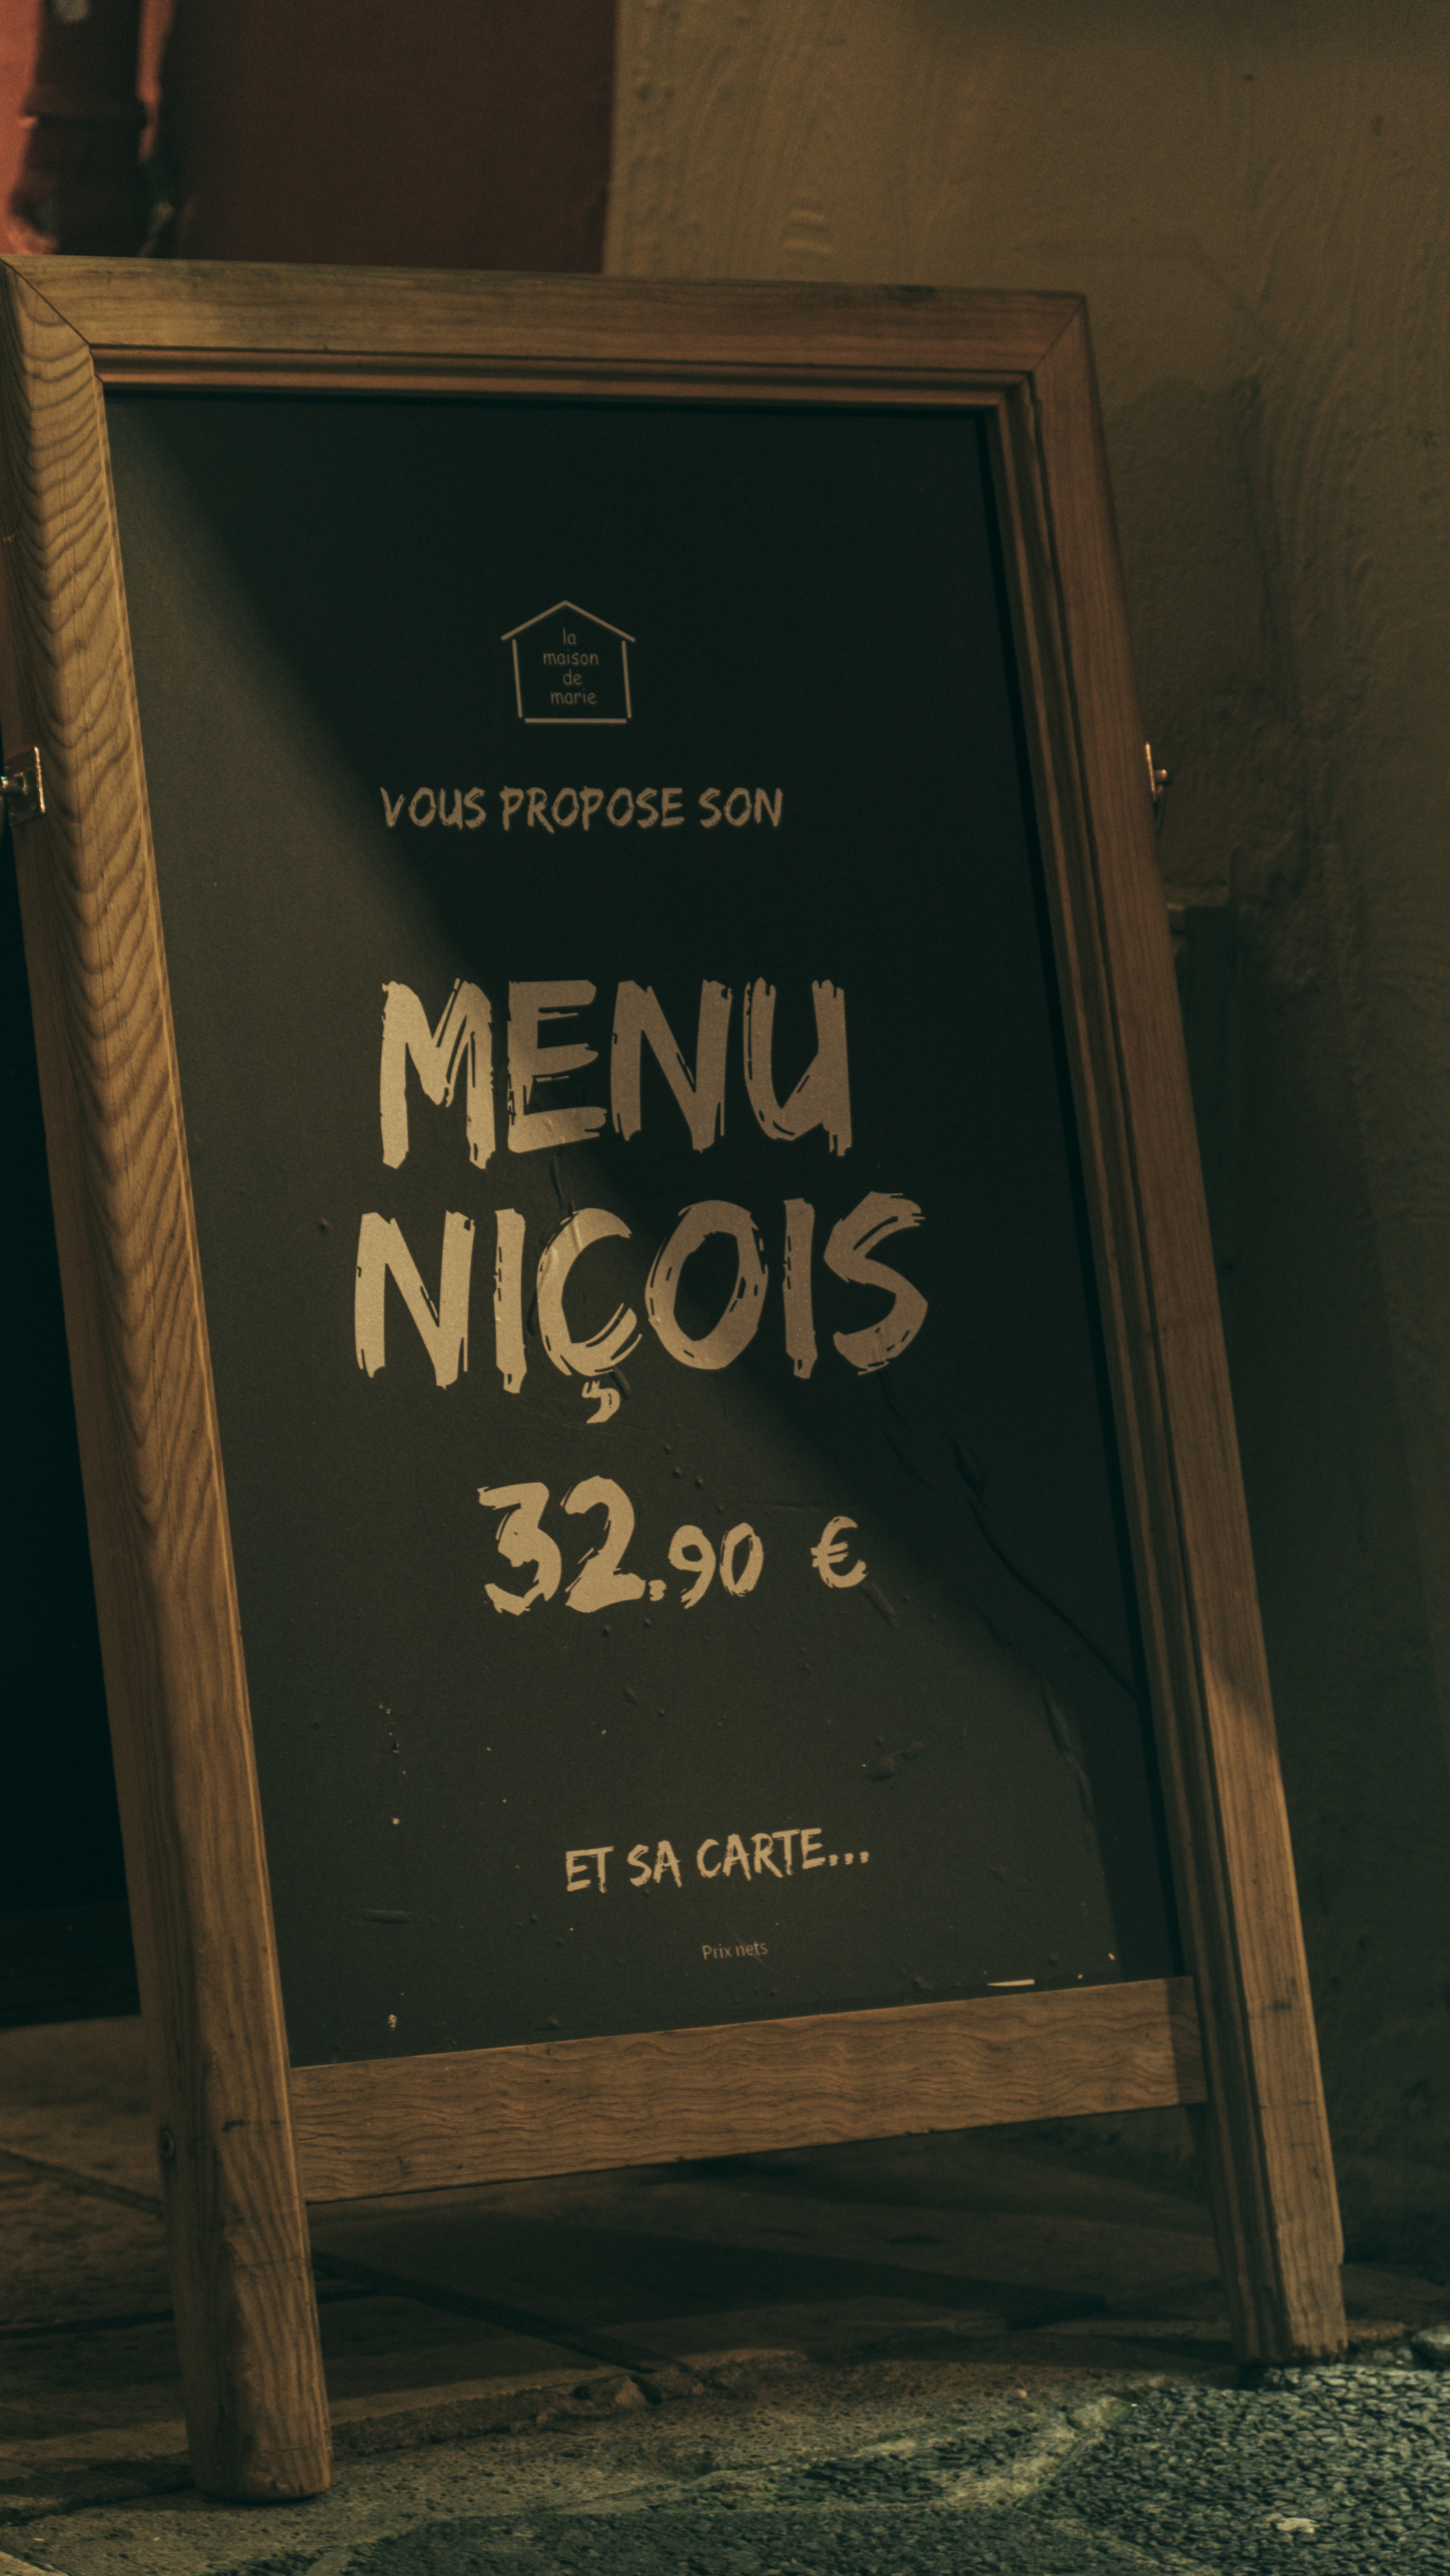 la
maison
de
marie
VOUS PROPOSE SON
MENU
NIÇOIS
32.90 €
ET SA CARTE...
Prix nets